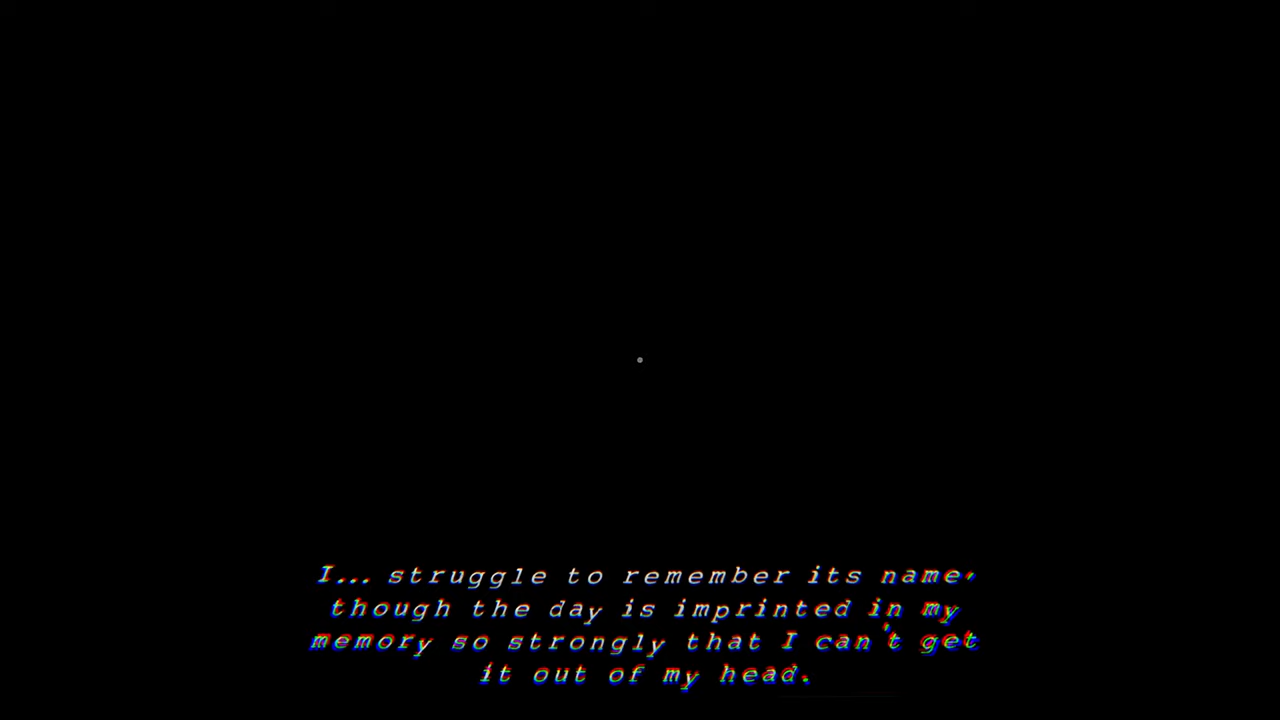 I... struggle to remember its name,
though the day is imprinted in my
memory so strongly that I can't get
it out of my head.